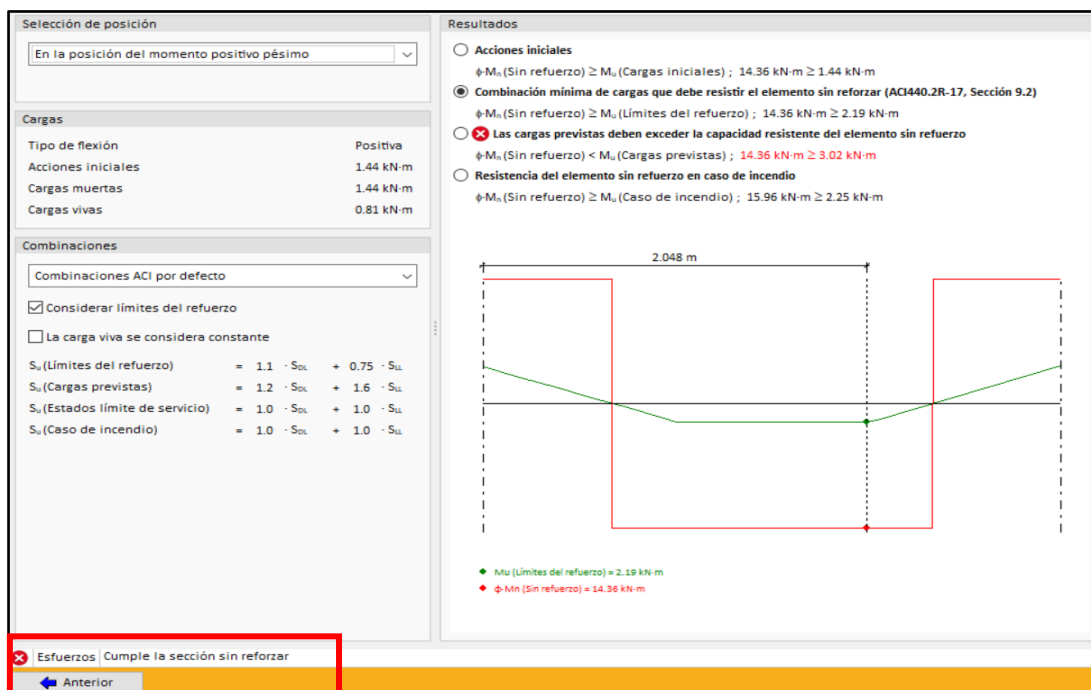 Selección de posición
En la posición del momento positivo pésimo
Cargas
Tipo de flexión Positiva
Acciones iniciales 1.44 kN·m
Cargas muertas 1.44 kN·m
Cargas vivas 0.81 kN·m
Combinaciones
Combinaciones ACI por defecto
Considerar límites del refuerzo
La carga viva se considera constante
Su (Límites del refuerzo) = 1.1 · SDL + 0.75 · SLL
Su (Cargas previstas) = 1.2 · SDL + 1.6 · SLL
Su (Estados límite de servicio) = 1.0 · SDL + 1.0 · SLL
Su (Caso de incendio) = 1.0 · SDL + 1.0 · SLL
Resultados
Acciones iniciales
ϕ·Mn (Sin refuerzo) ≥ Mu (Cargas iniciales) ; 14.36 kN·m ≥ 1.44 kN·m
Combinación mínima de cargas que debe resistir el elemento sin reforzar (ACI440.2R-17, Sección 9.2)
ϕ·Mn (Sin refuerzo) ≥ Mu (Límites del refuerzo) ; 14.36 kN·m ≥ 2.19 kN·m
Las cargas previstas deben exceder la capacidad resistente del elemento sin refuerzo
ϕ·Mn (Sin refuerzo) < Mu (Cargas previstas) ; 14.36 kN·m ≥ 3.02 kN·m
Resistencia del elemento sin refuerzo en caso de incendio
ϕ·Mn (Sin refuerzo) ≥ Mu (Caso de incendio) ; 15.96 kN·m ≥ 2.25 kN·m
2.048 m
Mu (Límites del refuerzo) = 2.19 kN·m
ϕ·Mn (Sin refuerzo) = 14.36 kN·m
Esfuerzos Cumple la sección sin reforzar
Anterior